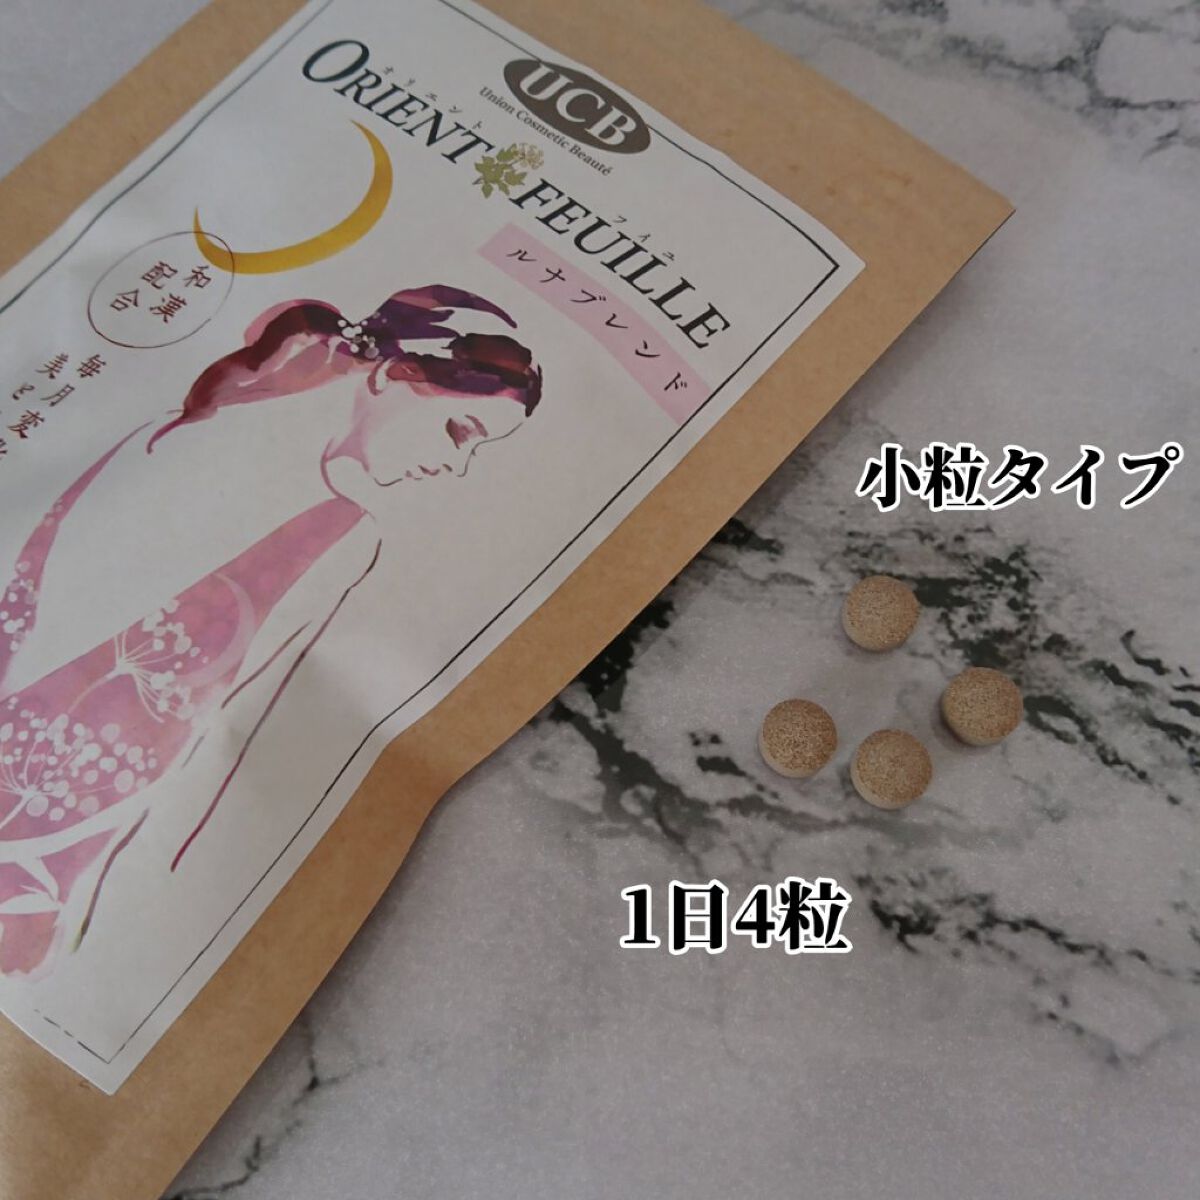 UCB
Union Cosmetic Beauté
オリエント
ORIENT
フイユ
FEUILLE
ルナブレンド
和漢
配合
毎月変
美と
小粒タイプ
1日4粒